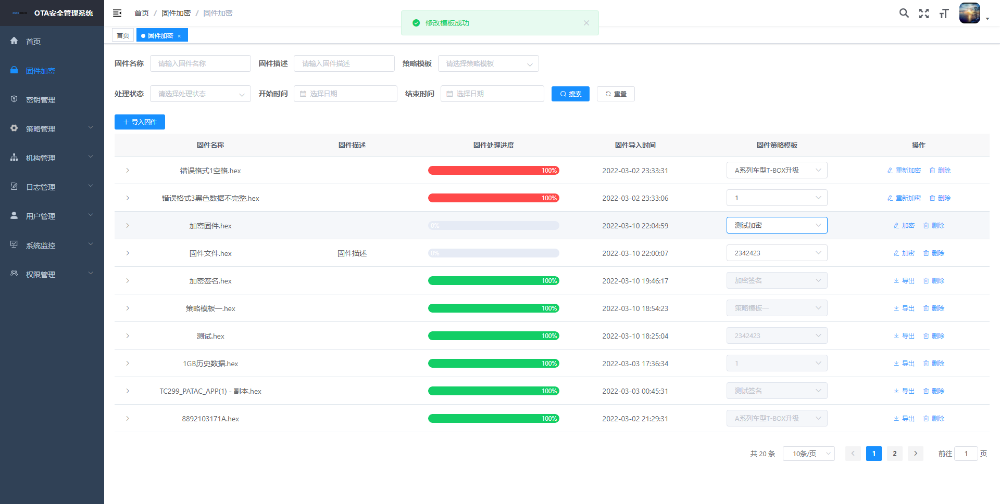 OTA安全管理系统
首页 / 固件加密 / 固件加密
修改模板成功
首页
固件加密 ×
首页
固件加密
密钥管理
策略管理
机构管理
日志管理
用户管理
系统监控
权限管理
固件名称 请输入固件名称 固件描述 请输入固件描述 策略模板 请选择策略模板
处理状态 请选择处理状态 开始时间 选择日期 结束时间 选择日期 搜索 重置
导入固件
固件名称 固件描述 固件处理进度 固件导入时间 固件策略模板 操作
错误格式1空格.hex 100% 2022-03-02 23:33:31 A系列车型T-BOX升级 重新加密 删除
错误格式3黑色数据不完整.hex 100% 2022-03-02 23:33:06 1 重新加密 删除
加密固件.hex 0% 2022-03-10 22:04:59 测试加密 加密 删除
固件文件.hex 固件描述 0% 2022-03-10 22:00:07 2342423 加密 删除
加密签名.hex 100% 2022-03-10 19:46:17 加密签名 导出 删除
策略模板一.hex 100% 2022-03-10 18:54:23 策略模板一 导出 删除
测试.hex 100% 2022-03-10 18:25:04 2342423 导出 删除
1GB历史数据.hex 100% 2022-03-03 17:36:34 1 导出 删除
TC299_PATAC_APP(1) - 副本.hex 100% 2022-03-03 00:45:31 测试签名 导出 删除
8892103171A.hex 100% 2022-03-02 21:29:31 A系列车型T-BOX升级 导出 删除
共 20 条 10条/页 1 2 前往 1 页